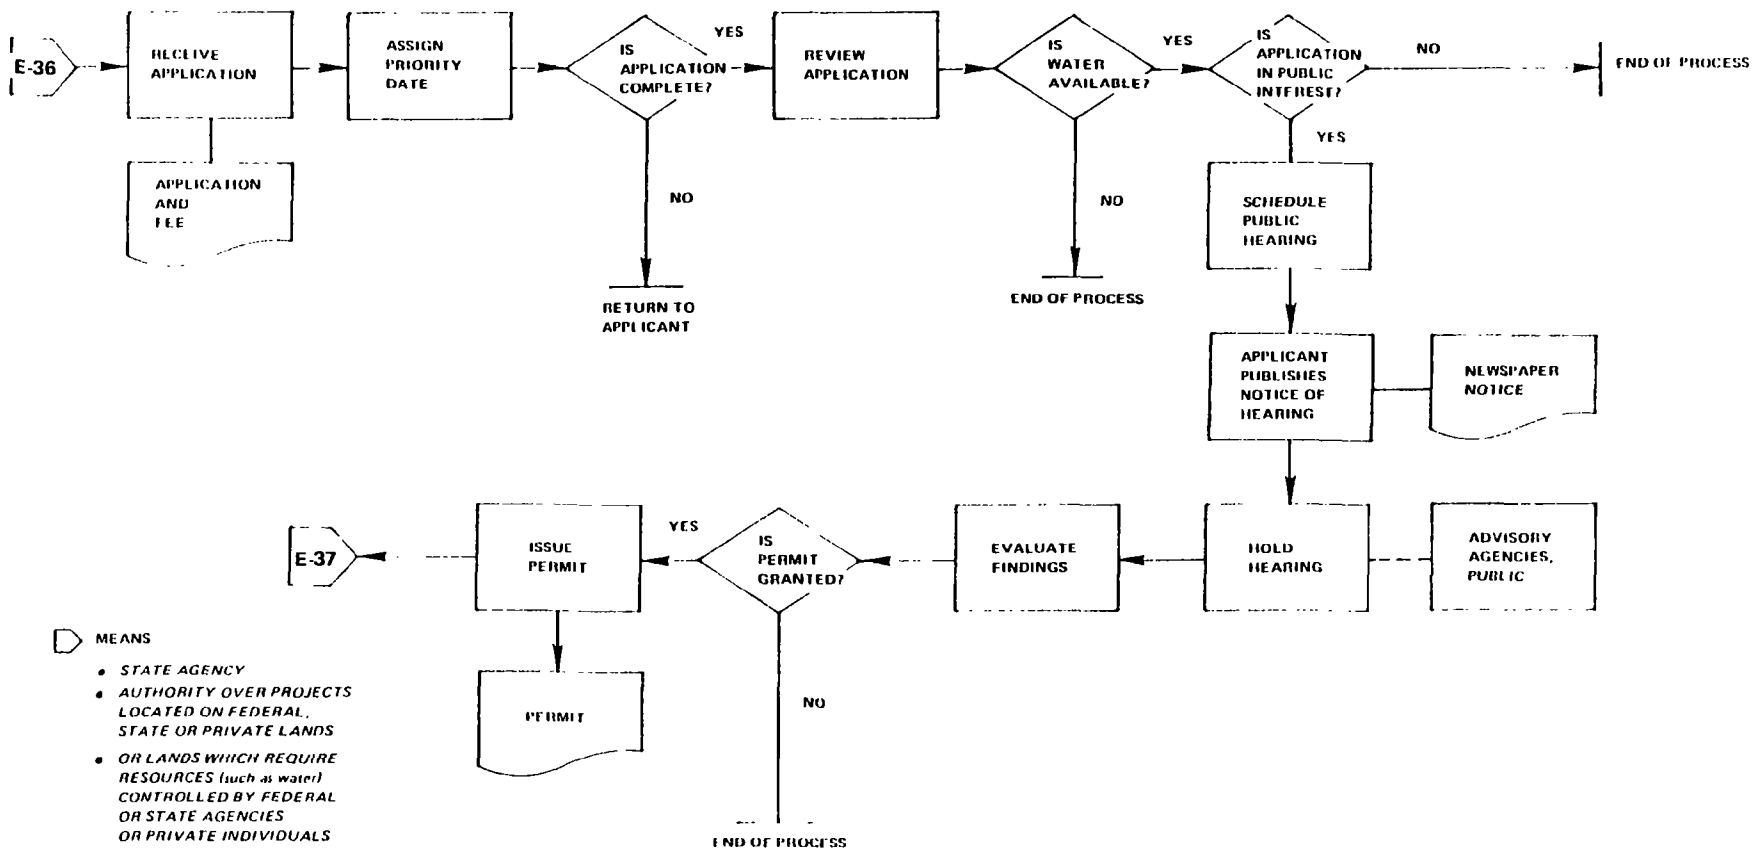 E-36
RECEIVE
APPLICATION
ASSIGN
PRIORITY
DATE
IS
APPLICATION
COMPLETE?
YES
REVIEW
APPLICATION
IS
WATER
AVAILABLE?
YES
IS
APPLICATION
IN PUBLIC
INTEREST?
NO
END OF PROCESS
APPLICATION
AND
FEE
NO
RETURN TO
APPLICANT
NO
END OF PROCESS
YES
SCHEDULE
PUBLIC
HEARING
APPLICANT
PUBLISHES
NOTICE OF
HEARING
NEWSPAPER
NOTICE
E-37
ISSUE
PERMIT
YES
IS
PERMIT
GRANTED?
EVALUATE
FINDINGS
HOLD
HEARING
ADVISORY
AGENCIES,
PUBLIC
PERMIT
NO
END OF PROCESS
MEANS
• STATE AGENCY
• AUTHORITY OVER PROJECTS
LOCATED ON FEDERAL,
STATE OR PRIVATE LANDS
• OR LANDS WHICH REQUIRE
RESOURCES (such as water)
CONTROLLED BY FEDERAL
OR STATE AGENCIES
OR PRIVATE INDIVIDUALS